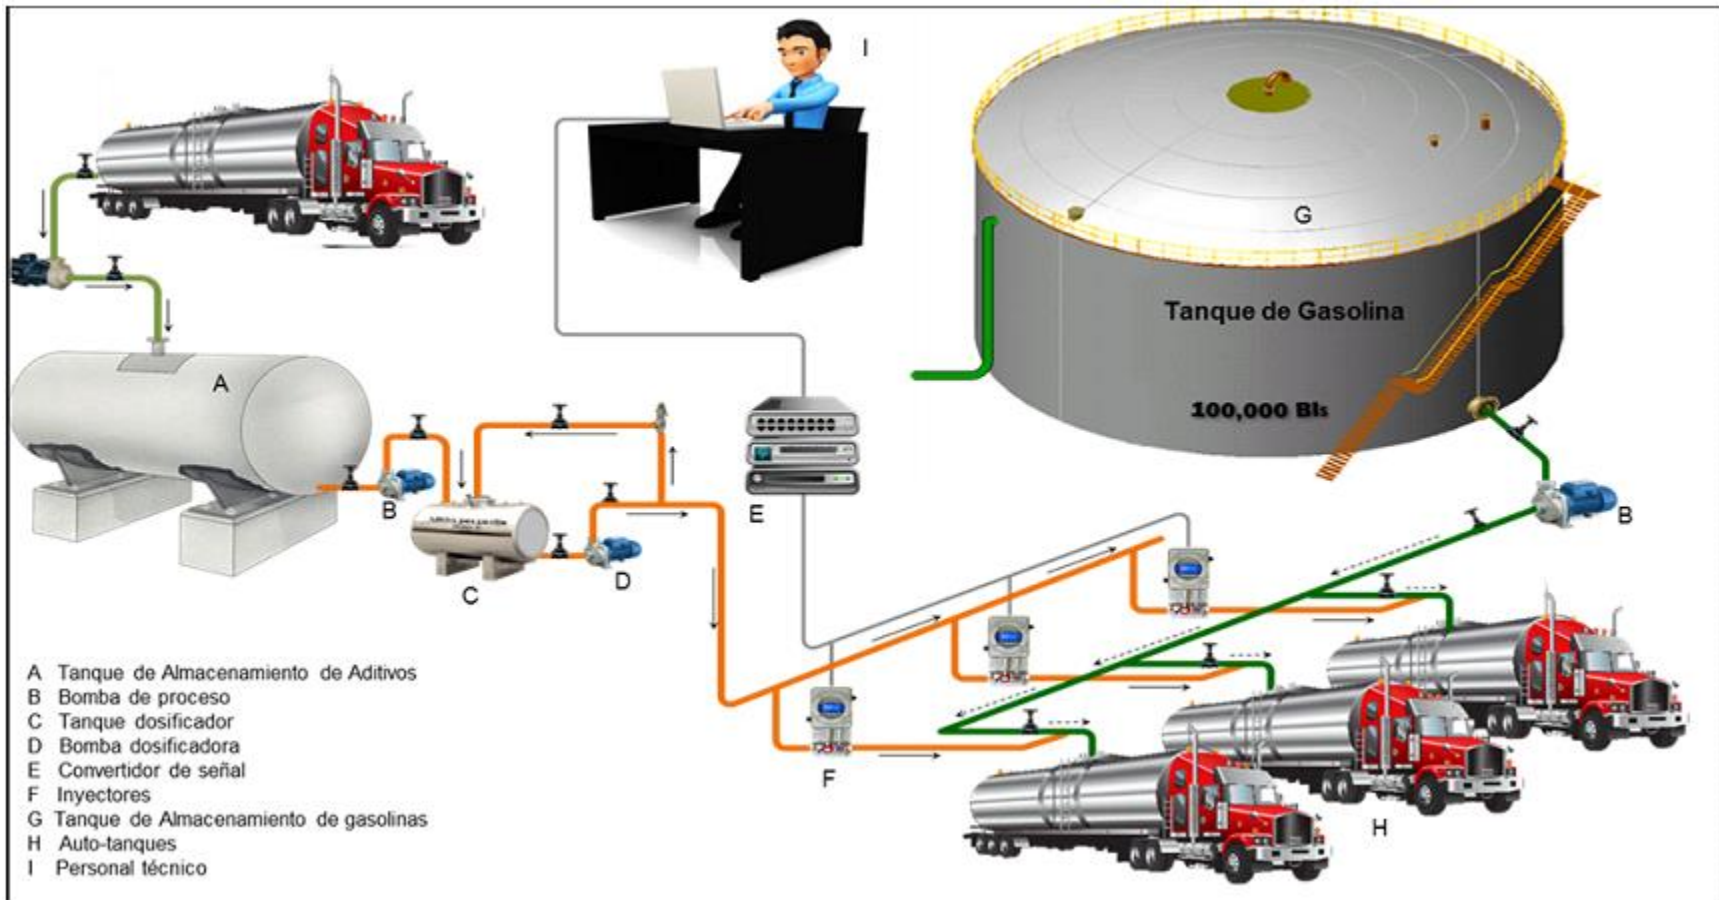 I
G
Tanque de Gasolina
100,000 Bls
A
B
C
D
E
B
F
H
A Tanque de Almacenamiento de Aditivos
B Bomba de proceso
C Tanque dosificador
D Bomba dosificadora
E Convertidor de señal
F Inyectores
G Tanque de Almacenamiento de gasolinas
H Auto-tanques
I Personal técnico